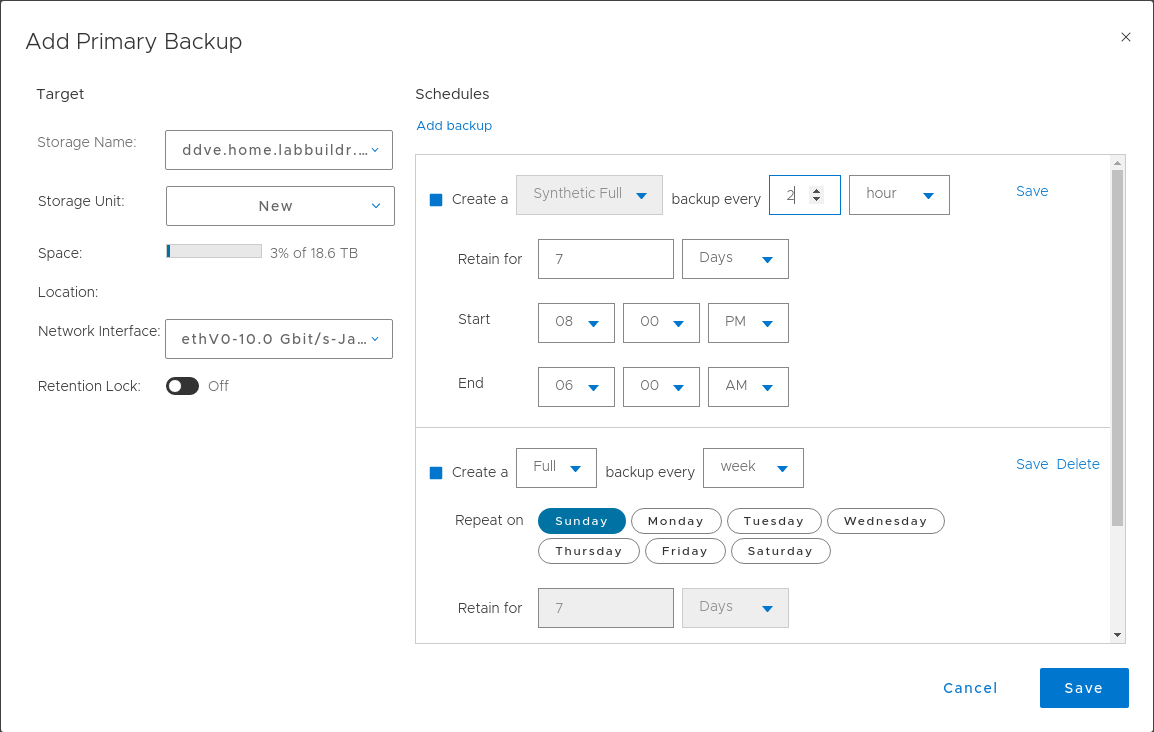 Add Primary Backup
Target
Storage Name:
ddve.home.labbuildr....
Storage Unit:
New
Space:
3% of 18.6 TB
Location:
Network Interface:
ethV0-10.0 Gbit/s-Ja...
Retention Lock:
Off
Schedules
Add backup
Create a Synthetic Full backup every 2 hour Save
Retain for 7 Days
Start 08 00 PM
End 06 00 AM
Create a Full backup every week Save Delete
Repeat on Sunday Monday Tuesday Wednesday
Thursday Friday Saturday
Retain for 7 Days
Cancel Save